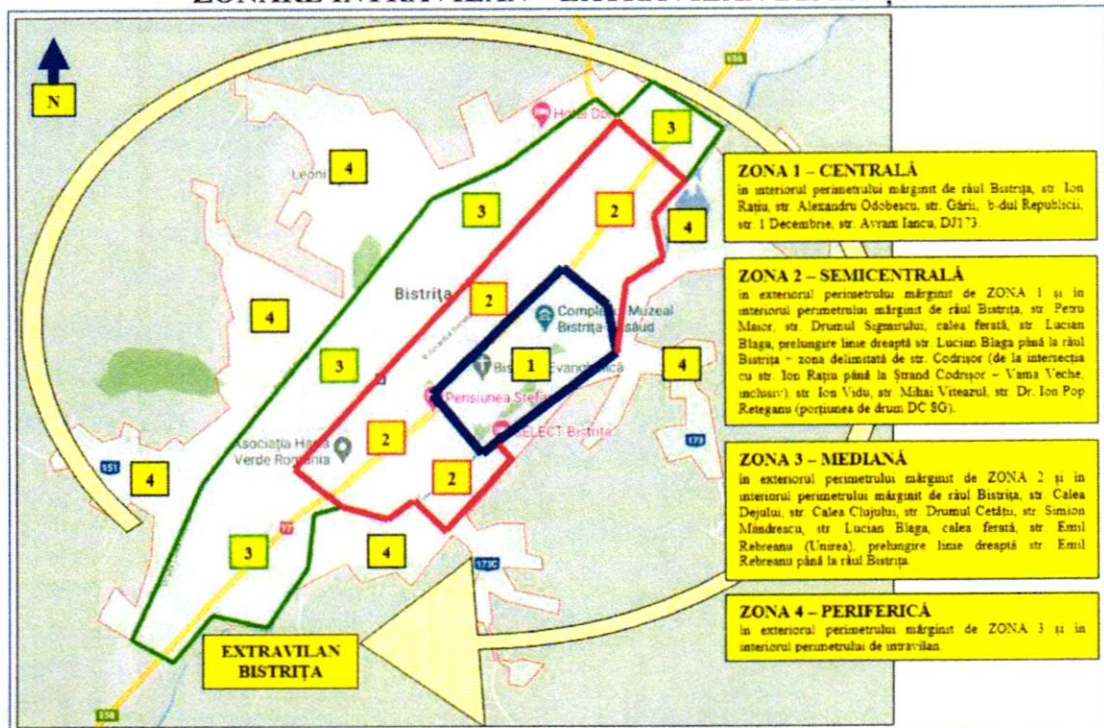 ZONARE INTRAVILAN - EXTRAVILAN
N
E58
Hotel
3
4
Leoni
3
2
4
ZONA 1 – CENTRALĂ
în interiorul perimetrului mărginit de râul Bistrița, str. Ion
Rațiu, str. Alexandru Odobescu, str. Gării, b-dul Republicii,
str. 1 Decembrie, str. Avram Iancu, DJ173.
Bistrița
2
4
Muzeal
3
1
4
ZONA 2 – SEMICENTRALĂ
în exteriorul perimetrului mărginit de ZONA 1 și în
interiorul perimetrului mărginit de râul Bistrița, str. Petru
Maior, str. Drumul Sigmirului, calea ferată, str. Lucian
Blaga, prelungire linie dreaptă str. Lucian Blaga până la râul
Bistrița – zona delimitată de str. Codrișor (de la intersecția
cu str. Ion Rațiu până la Ștrand Codrișor – Vama Veche,
inclusiv), str. Ion Vidu, str. Mihai Viteazul, str. Dr. Ion Pop
Reteganu (porțiunea de drum DC 8G).
Pensiunea
SELECT Bistrița
Asociația
Verde România
2
2
173
151
4
17
3
4
173C
ZONA 3 – MEDIANĂ
în exteriorul perimetrului mărginit de ZONA 2 și în
interiorul perimetrului mărginit de râul Bistrița, str. Calea
Dejului, str. Calea Clujului, str. Drumul Cetății, str. Simion
Mândrescu, str. Lucian Blaga, calea ferată, str. Emil
Rebreanu (Unirea), prelungire linie dreaptă str. Emil
Rebreanu până la râul Bistrița.
ZONA 4 – PERIFERICĂ
în exteriorul perimetrului mărginit de ZONA 3 și în
interiorul perimetrului de intravilan.
EXTRAVILAN
BISTRIȚA
E58